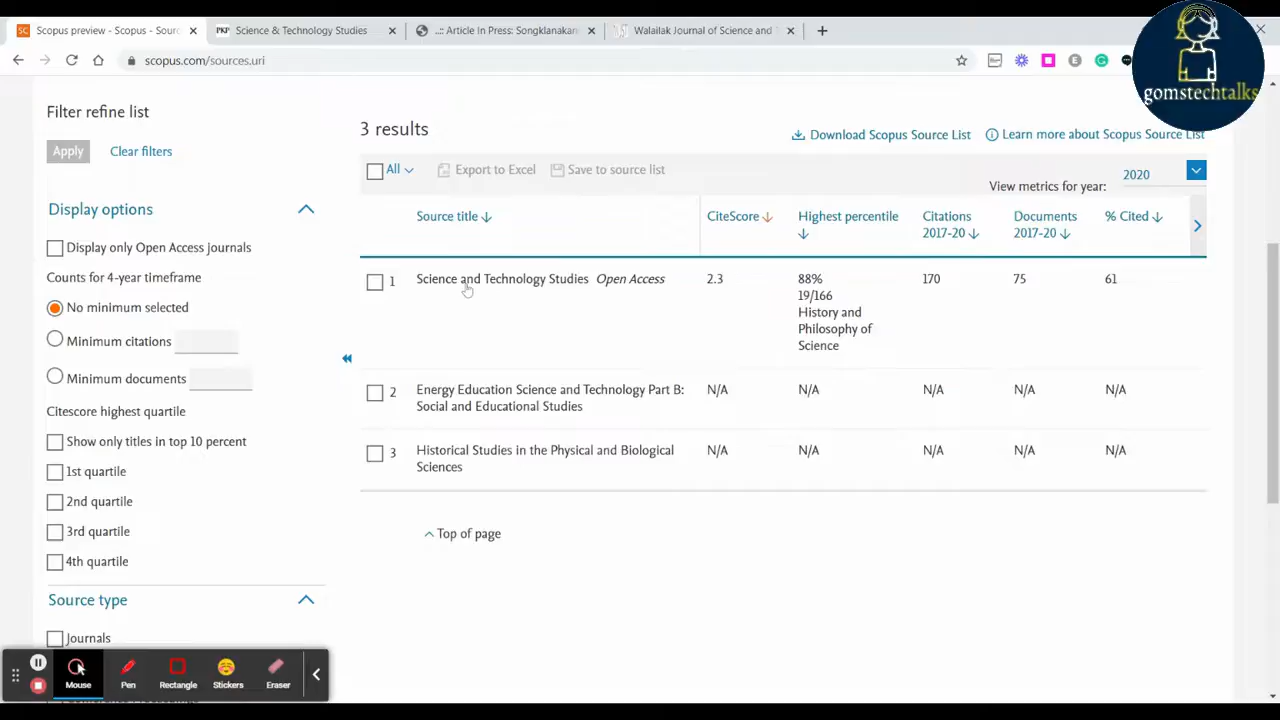 Scopus preview - Scopus - Sour
PKP Science & Technology Studies
..:: Article In Press: Songklanakar
Walailak Journal of Science and T
scopus.com/sources.uri
gomstechtalks
Filter refine list
Apply
Clear filters
Display options
Display only Open Access journals
Counts for 4-year timeframe
No minimum selected
Minimum citations
Minimum documents
Citescore highest quartile
Show only titles in top 10 percent
1st quartile
2nd quartile
3rd quartile
4th quartile
Source type
Journals
3 results
Download Scopus Source List
Learn more about Scopus Source List
All
Export to Excel
Save to source list
View metrics for year:
2020
Source title
CiteScore
Highest percentile
Citations
2017-20
Documents
2017-20
% Cited
1
Science and Technology Studies Open Access
2.3
88%
19/166
History and
Philosophy of
Science
170
75
61
2
Energy Education Science and Technology Part B:
Social and Educational Studies
N/A
N/A
N/A
N/A
N/A
3
Historical Studies in the Physical and Biological
Sciences
N/A
N/A
N/A
N/A
N/A
Top of page
Mouse
Pen
Rectangle
Stickers
Eraser